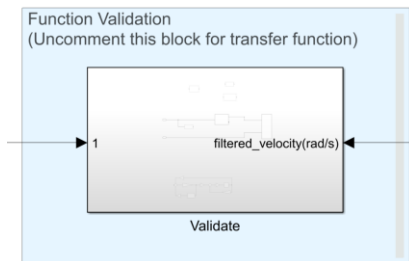 Function Validation
(Uncomment this block for transfer function)
1
filtered_velocity(rad/s)
Validate